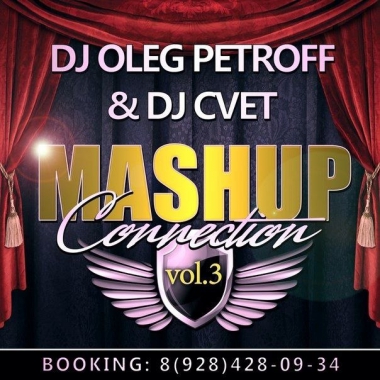 DJ OLEG PETROFF
& DJ CVET
MASHUP
Connection
vol.3
BOOKING: 8(928)428-09-34